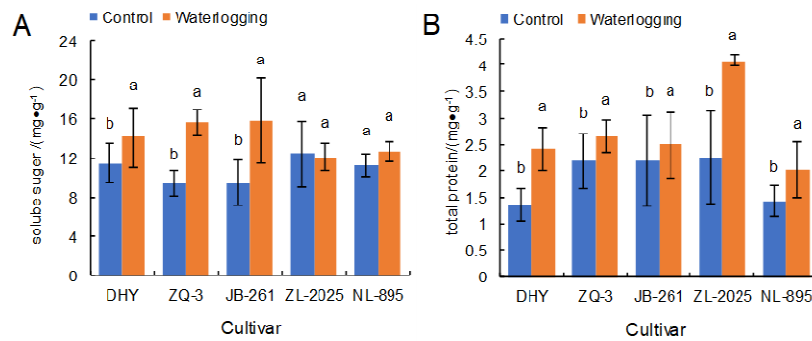 A
Control Waterlogging
solube suger /(mg●g-1)
24
20
16
12
8
4
0
b a b a b a a a a a
DHY ZQ-3 JB-261 ZL-2025 NL-895
Cultivar
B
Control Waterlogging
total protein/(mg●g-1)
4.5
4
3.5
3
2.5
2
1.5
1
0.5
0
b a b a b a b a b a
DHY ZQ-3 JB-261 ZL-2025 NL-895
Cultivar